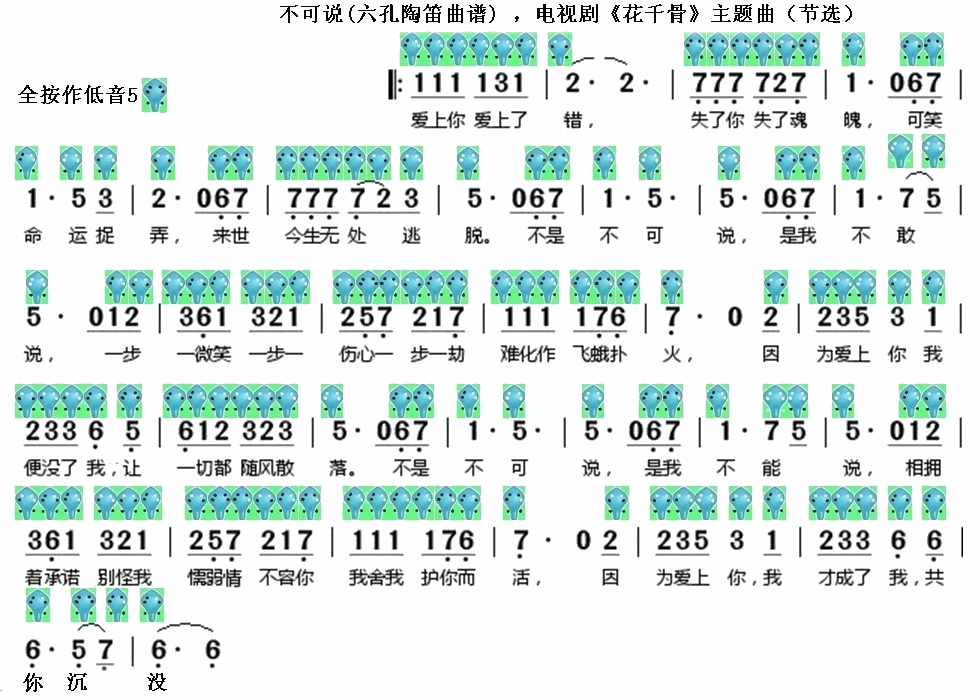 不可说(六孔陶笛曲谱），电视剧《花千骨》主题曲（节选）
全按作低音5
‖: 111 131 | 2· 2· | 777 727 | 1· 067 |
爱上你 爱上了 错， 失了你 失了魂 魄， 可笑
1· 5 3 | 2· 067 | 777 723 | 5· 067 | 1· 5· | 5· 067 | 1· 75 |
命 运捉 弄， 来世 今生无 处 逃 脱。 不是 不 可 说， 是我 不 敢
5· 012 | 361 321 | 257 217 | 111 176 | 7· 0 2 | 235 3 1 |
说， 一步 一微笑 一步一 伤心一 步一劫 难化作 飞蛾扑 火， 因 为爱上 你 我
233 6 5 | 612 323 | 5· 067 | 1· 5· | 5· 067 | 1· 75 | 5· 012 |
便没了 我，让 一切都 随风散 落。 不是 不 可 说， 是我 不 能 说， 相拥
361 321 | 257 217 | 111 176 | 7· 0 2 | 235 3 1 | 233 6 6 |
着承诺 别怪我 懦弱情 不容你 我舍我 护你而 活， 因 为爱上 你，我 才成了 我，共
6· 5 7 | 6· 6
你 沉 没